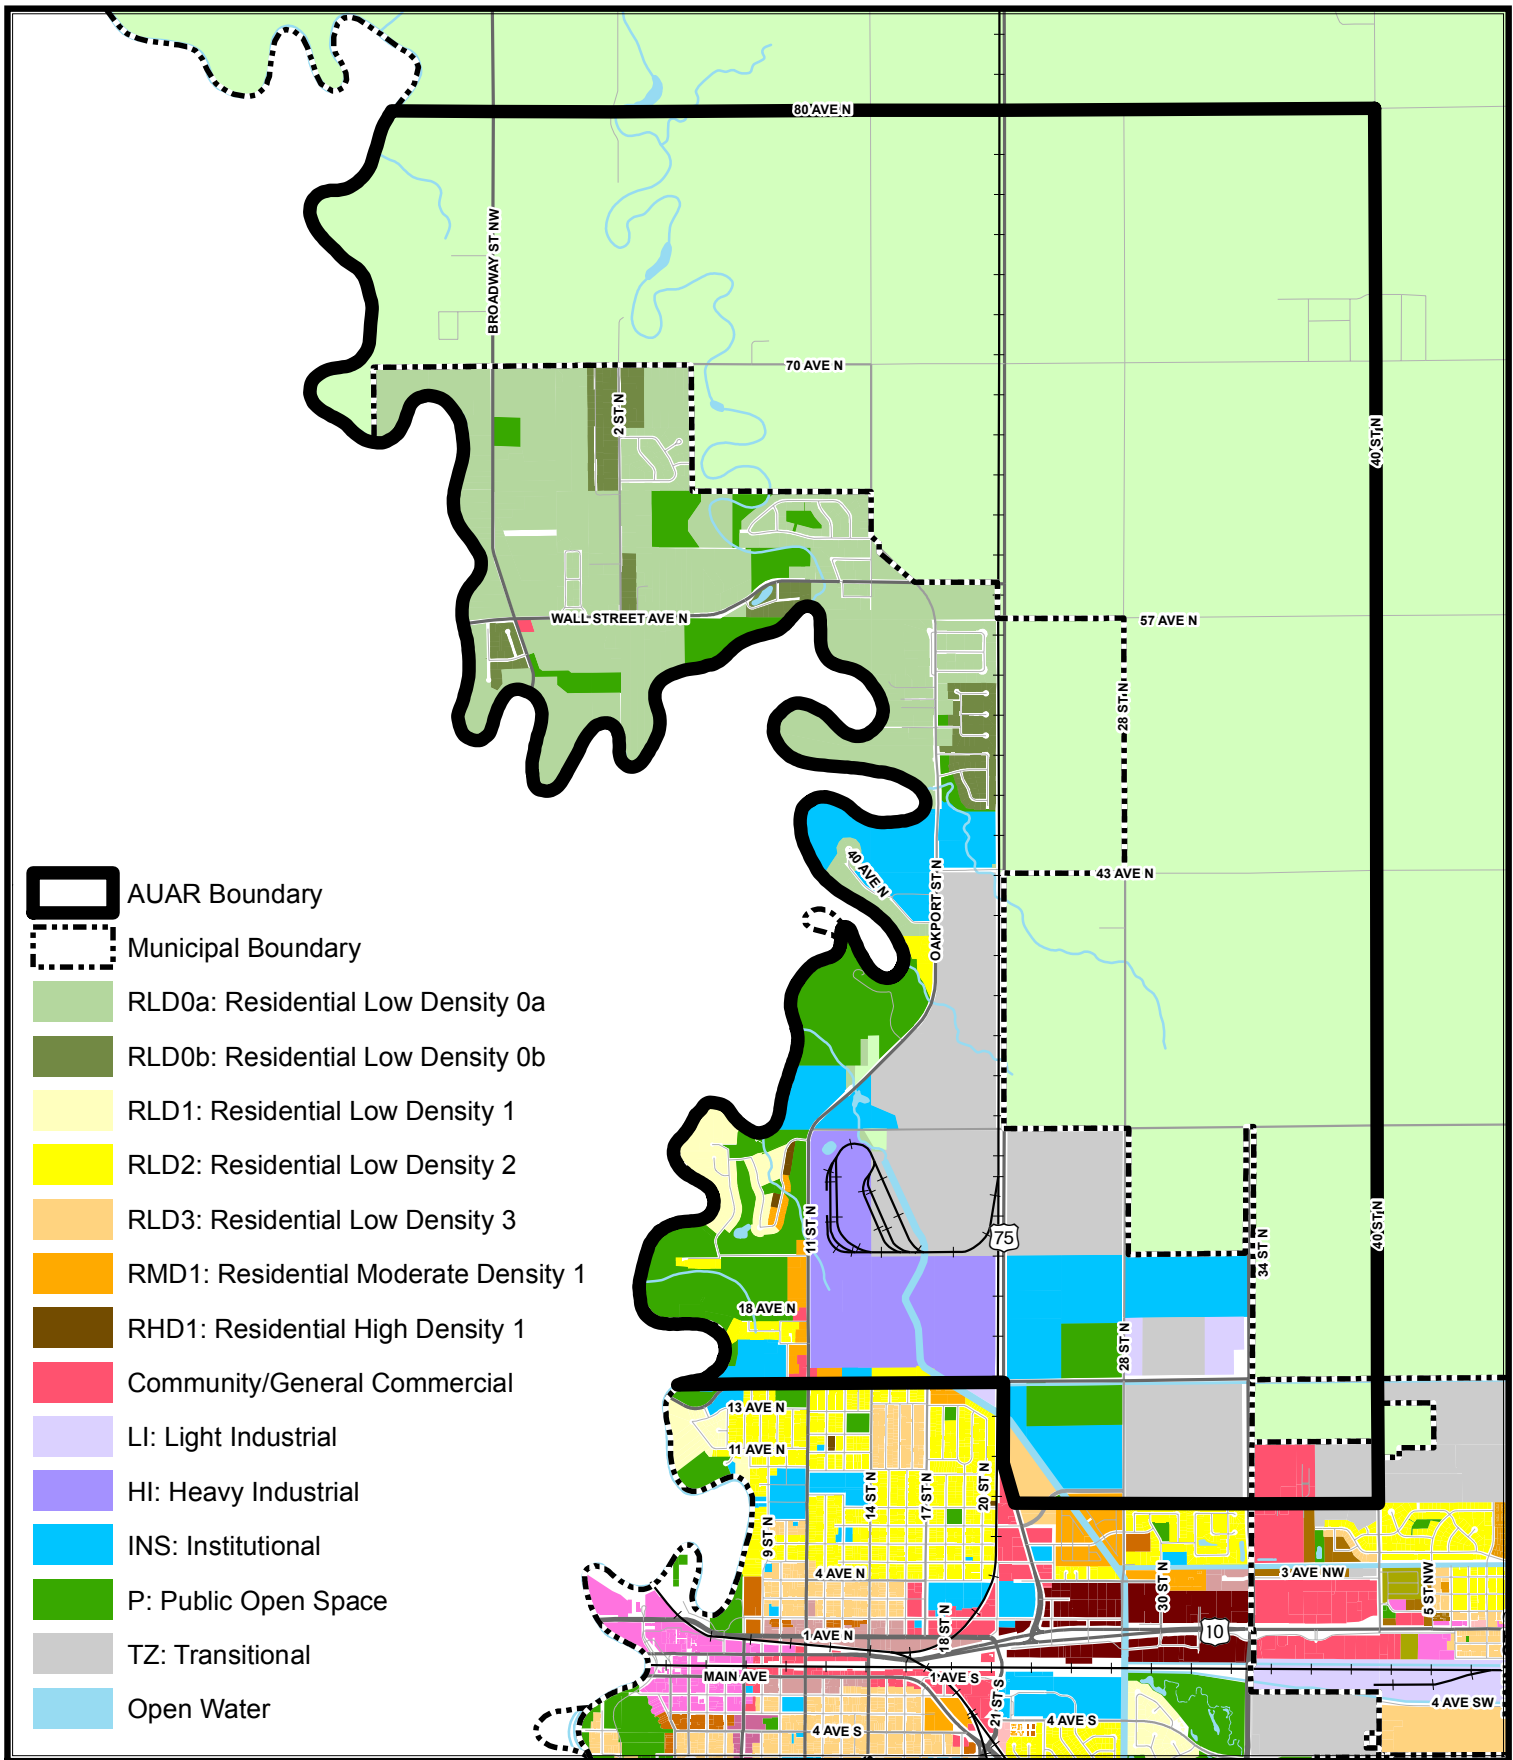 80 AVE N
BROADWAY ST NW
70 AVE N
2 ST N
40 ST N
WALL STREET AVE N
57 AVE N
28 ST N
43 AVE N
40 AVE N
OAKPORT ST N
AUAR Boundary
Municipal Boundary
RLD0a: Residential Low Density 0a
RLD0b: Residential Low Density 0b
RLD1: Residential Low Density 1
RLD2: Residential Low Density 2
RLD3: Residential Low Density 3
RMD1: Residential Moderate Density 1
RHD1: Residential High Density 1
Community/General Commercial
LI: Light Industrial
HI: Heavy Industrial
INS: Institutional
P: Public Open Space
TZ: Transitional
Open Water
11 ST N
75
34 ST N
40 ST N
18 AVE N
28 ST N
13 AVE N
11 AVE N
14 ST N
17 ST N
20 ST N
9 ST N
4 AVE N
3 AVE NW
30 ST N
5 ST NW
18 ST N
1 AVE N
10
MAIN AVE
1 AVE S
21 ST S
4 AVE S
4 AVE S
4 AVE SW